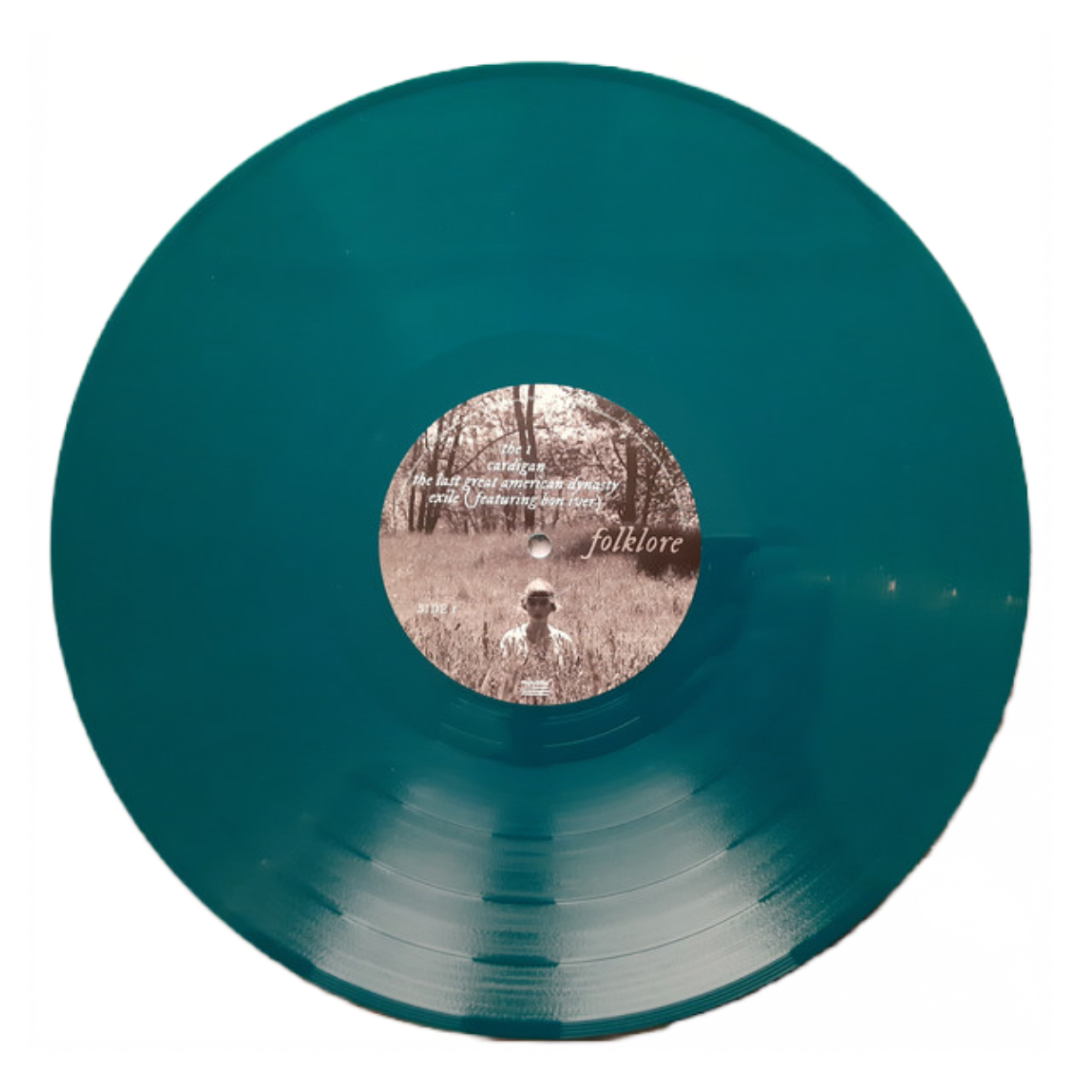 the 1
cardigan
the last great american dynasty
exile (featuring bon iver)
folklore
SIDE 1